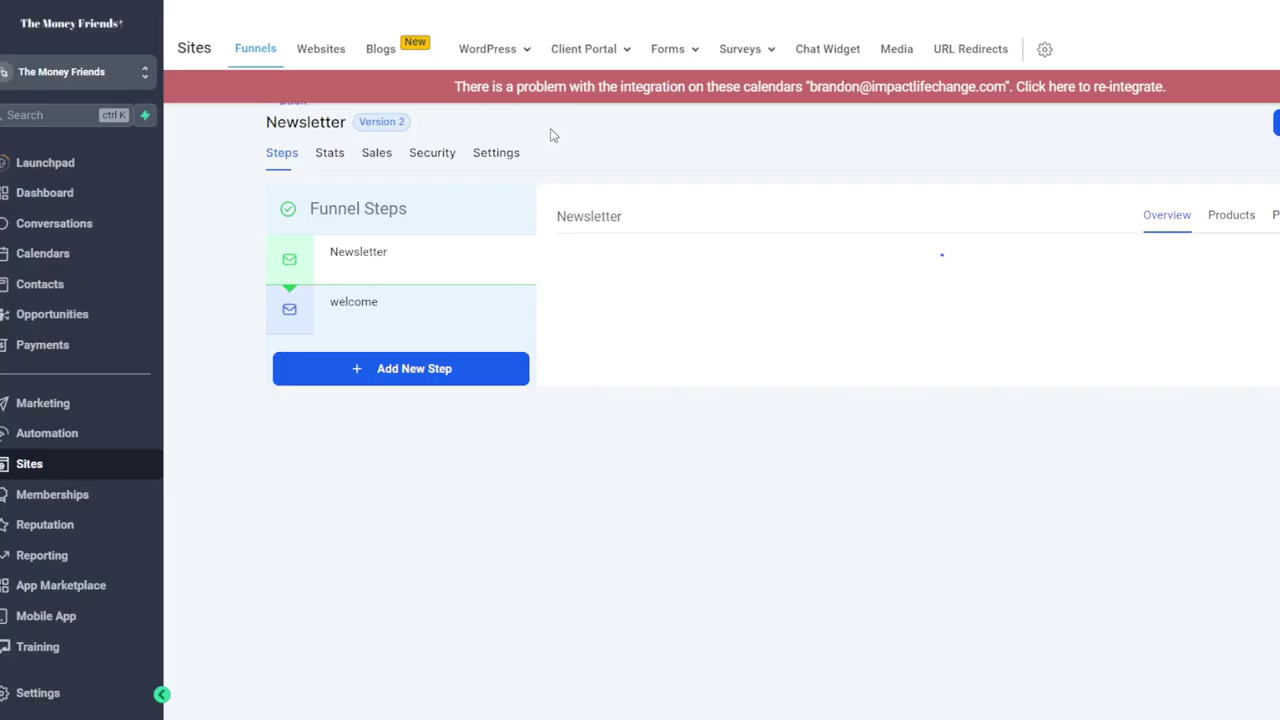 The Money Friends
The Money Friends
Search
ctrl K
Launchpad
Dashboard
Conversations
Calendars
Contacts
Opportunities
Payments
Marketing
Automation
Sites
Memberships
Reputation
Reporting
App Marketplace
Mobile App
Training
Settings
Sites
Funnels
Websites
Blogs
New
WordPress
Client Portal
Forms
Surveys
Chat Widget
Media
URL Redirects
There is a problem with the integration on these calendars "brandon@impactlifechange.com". Click here to re-integrate.
Back
Newsletter
Version 2
Steps
Stats
Sales
Security
Settings
Funnel Steps
Newsletter
welcome
+ Add New Step
Newsletter
Overview
Products
P